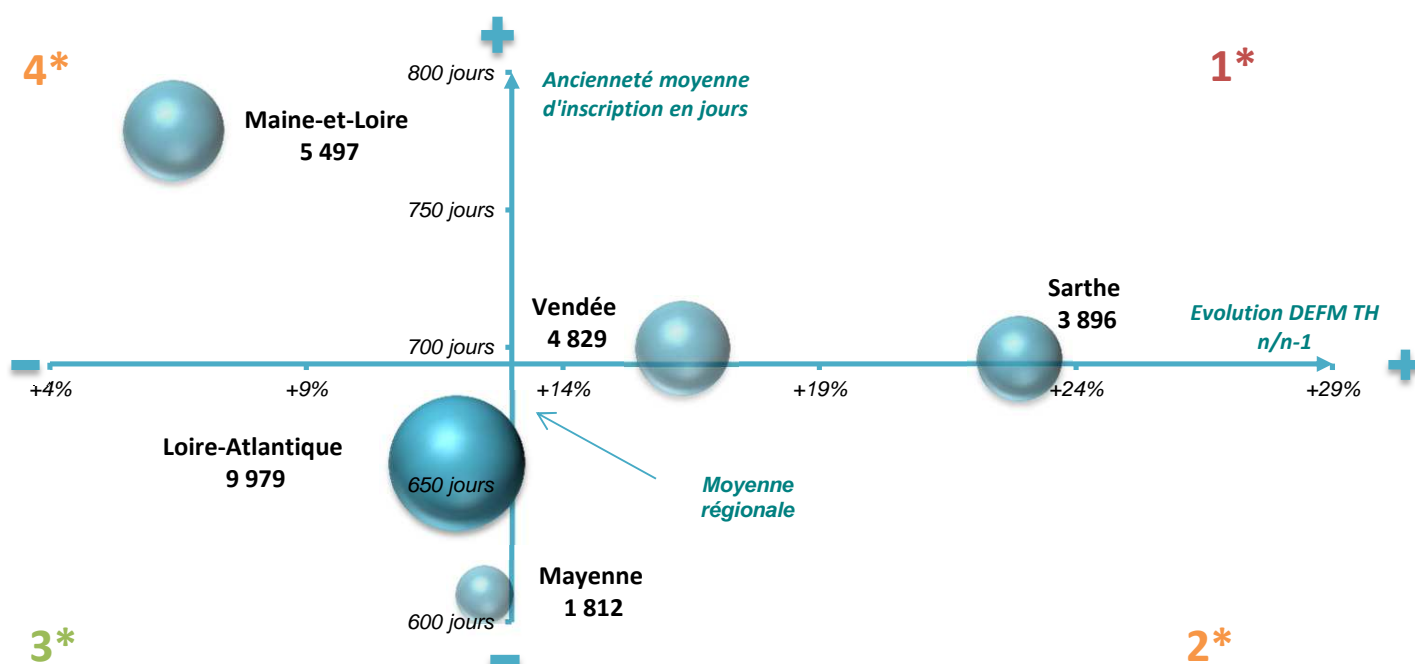 4*
1*
800 jours
Ancienneté moyenne
d'inscription en jours
Maine-et-Loire
5 497
750 jours
Vendée
4 829
Sarthe
3 896
Evolution DEFM TH
n/n-1
700 jours
+4%
+9%
+14%
+19%
+24%
+29%
Loire-Atlantique
9 979
650 jours
Moyenne
régionale
Mayenne
1 812
600 jours
3*
2*